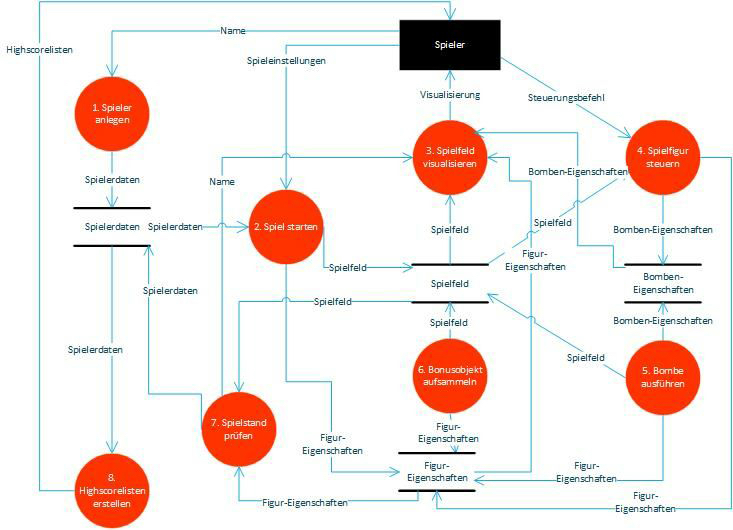 Name
Spieler
Highscorelisten
Spieleinstellungen
Visualisierung
Steuerungsbefehl
1. Spieler
anlegen
3. Spielfeld
visualisieren
4. Spielfigur
steuern
Spielerdaten
Name
Bomben-Eigenschaften
Spielerdaten
Spielerdaten
2. Spiel starten
Spielfeld
Spielfeld
Bomben-Eigenschaften
Figur-
Eigenschaften
Spielfeld
Spielfeld
Bomben-
Eigenschaften
Spielerdaten
Spielfeld
Spielfeld
Bomben-Eigenschaften
Spielerdaten
Spielfeld
6. Bonusobjekt
aufsammeln
5. Bombe
ausführen
7. Spielstand
prüfen
Figur-
Eigenschaften
Figur-
Eigenschaften
Figur-
Eigenschaften
Figur-
Eigenschaften
8.
Highscorelisten
erstellen
Figur-Eigenschaften
Figur-
Eigenschaften